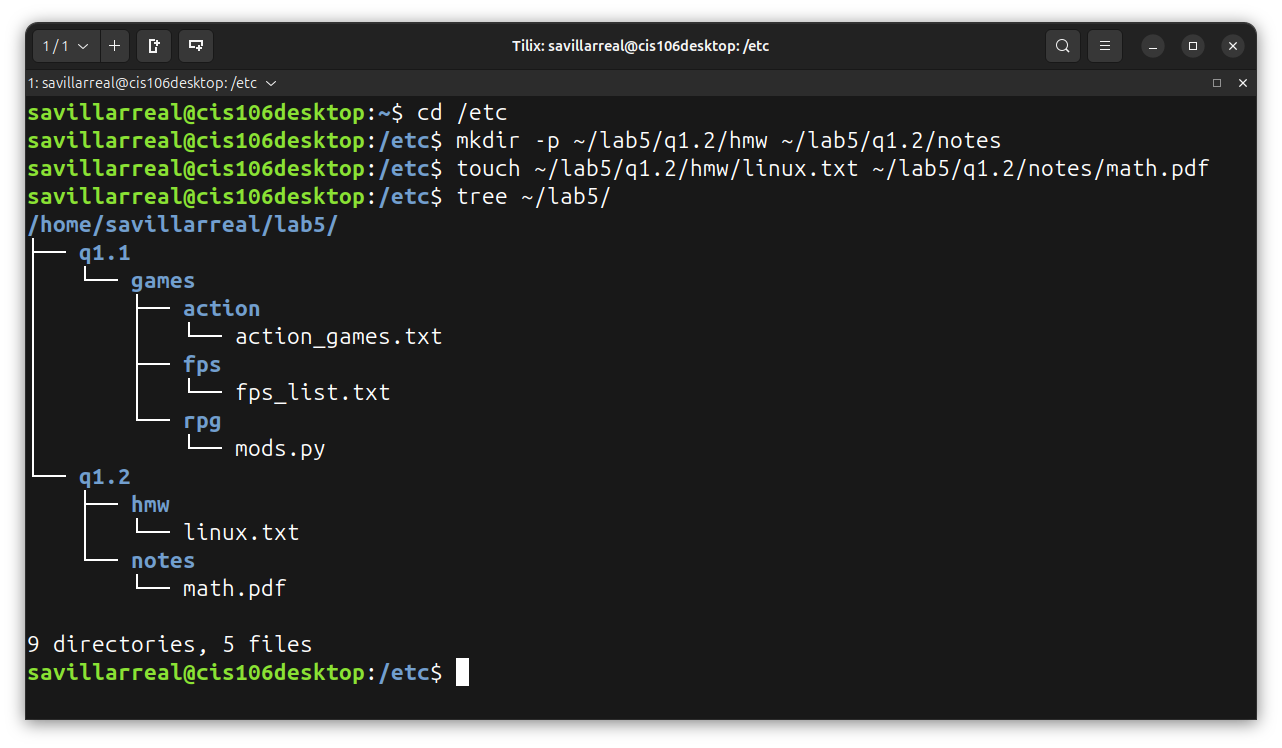 1 / 1
Tilix: savillarreal@cis106desktop: /etc
1: savillarreal@cis106desktop: /etc
savillarreal@cis106desktop:~$ cd /etc
savillarreal@cis106desktop:/etc$ mkdir -p ~/lab5/q1.2/hmw ~/lab5/q1.2/notes
savillarreal@cis106desktop:/etc$ touch ~/lab5/q1.2/hmw/linux.txt ~/lab5/q1.2/notes/math.pdf
savillarreal@cis106desktop:/etc$ tree ~/lab5/
/home/savillarreal/lab5/
├── q1.1
│   └── games
│       ├── action
│       │   └── action_games.txt
│       ├── fps
│       │   └── fps_list.txt
│       └── rpg
│           └── mods.py
└── q1.2
    ├── hmw
    │   └── linux.txt
    └── notes
        └── math.pdf
9 directories, 5 files
savillarreal@cis106desktop:/etc$